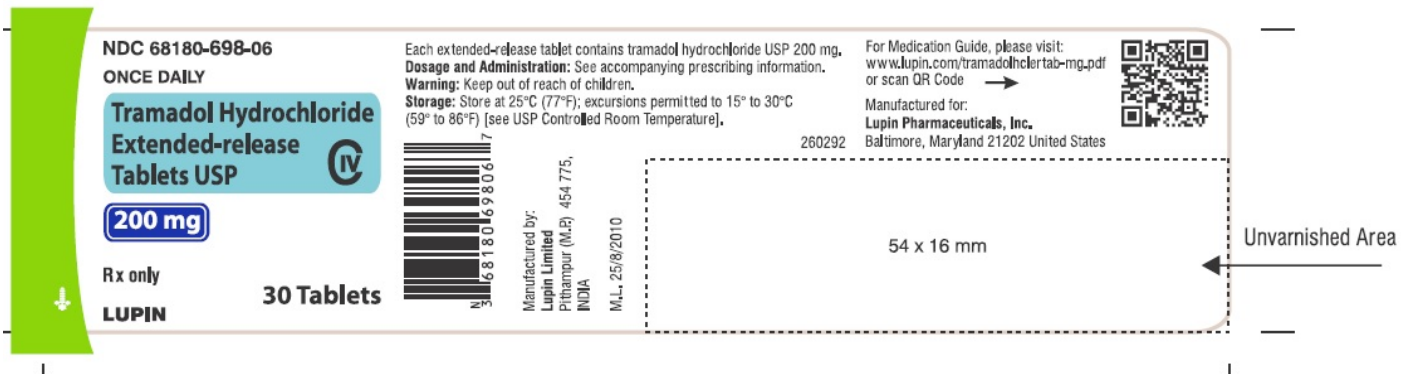 NDC 68180-698-06
ONCE DAILY
Tramadol Hydrochloride
Extended-release
Tablets USP
CIV
200 mg
Rx only
30 Tablets
LUPIN
Each extended-release tablet contains tramadol hydrochloride USP 200 mg.
Dosage and Administration: See accompanying prescribing information.
Warning: Keep out of reach of children.
Storage: Store at 25°C (77°F); excursions permitted to 15° to 30°C
(59° to 86°F) [see USP Controlled Room Temperature].
260292
N
3 68180 69806 7
Manufactured by:
Lupin Limited
Pithampur (M.P.) 454 775,
INDIA
M.L. 25/8/2010
For Medication Guide, please visit:
www.lupin.com/tramadolhclertab-mg.pdf
or scan QR Code
Manufactured for:
Lupin Pharmaceuticals, Inc.
Baltimore, Maryland 21202 United States
54 x 16 mm
Unvarnished Area